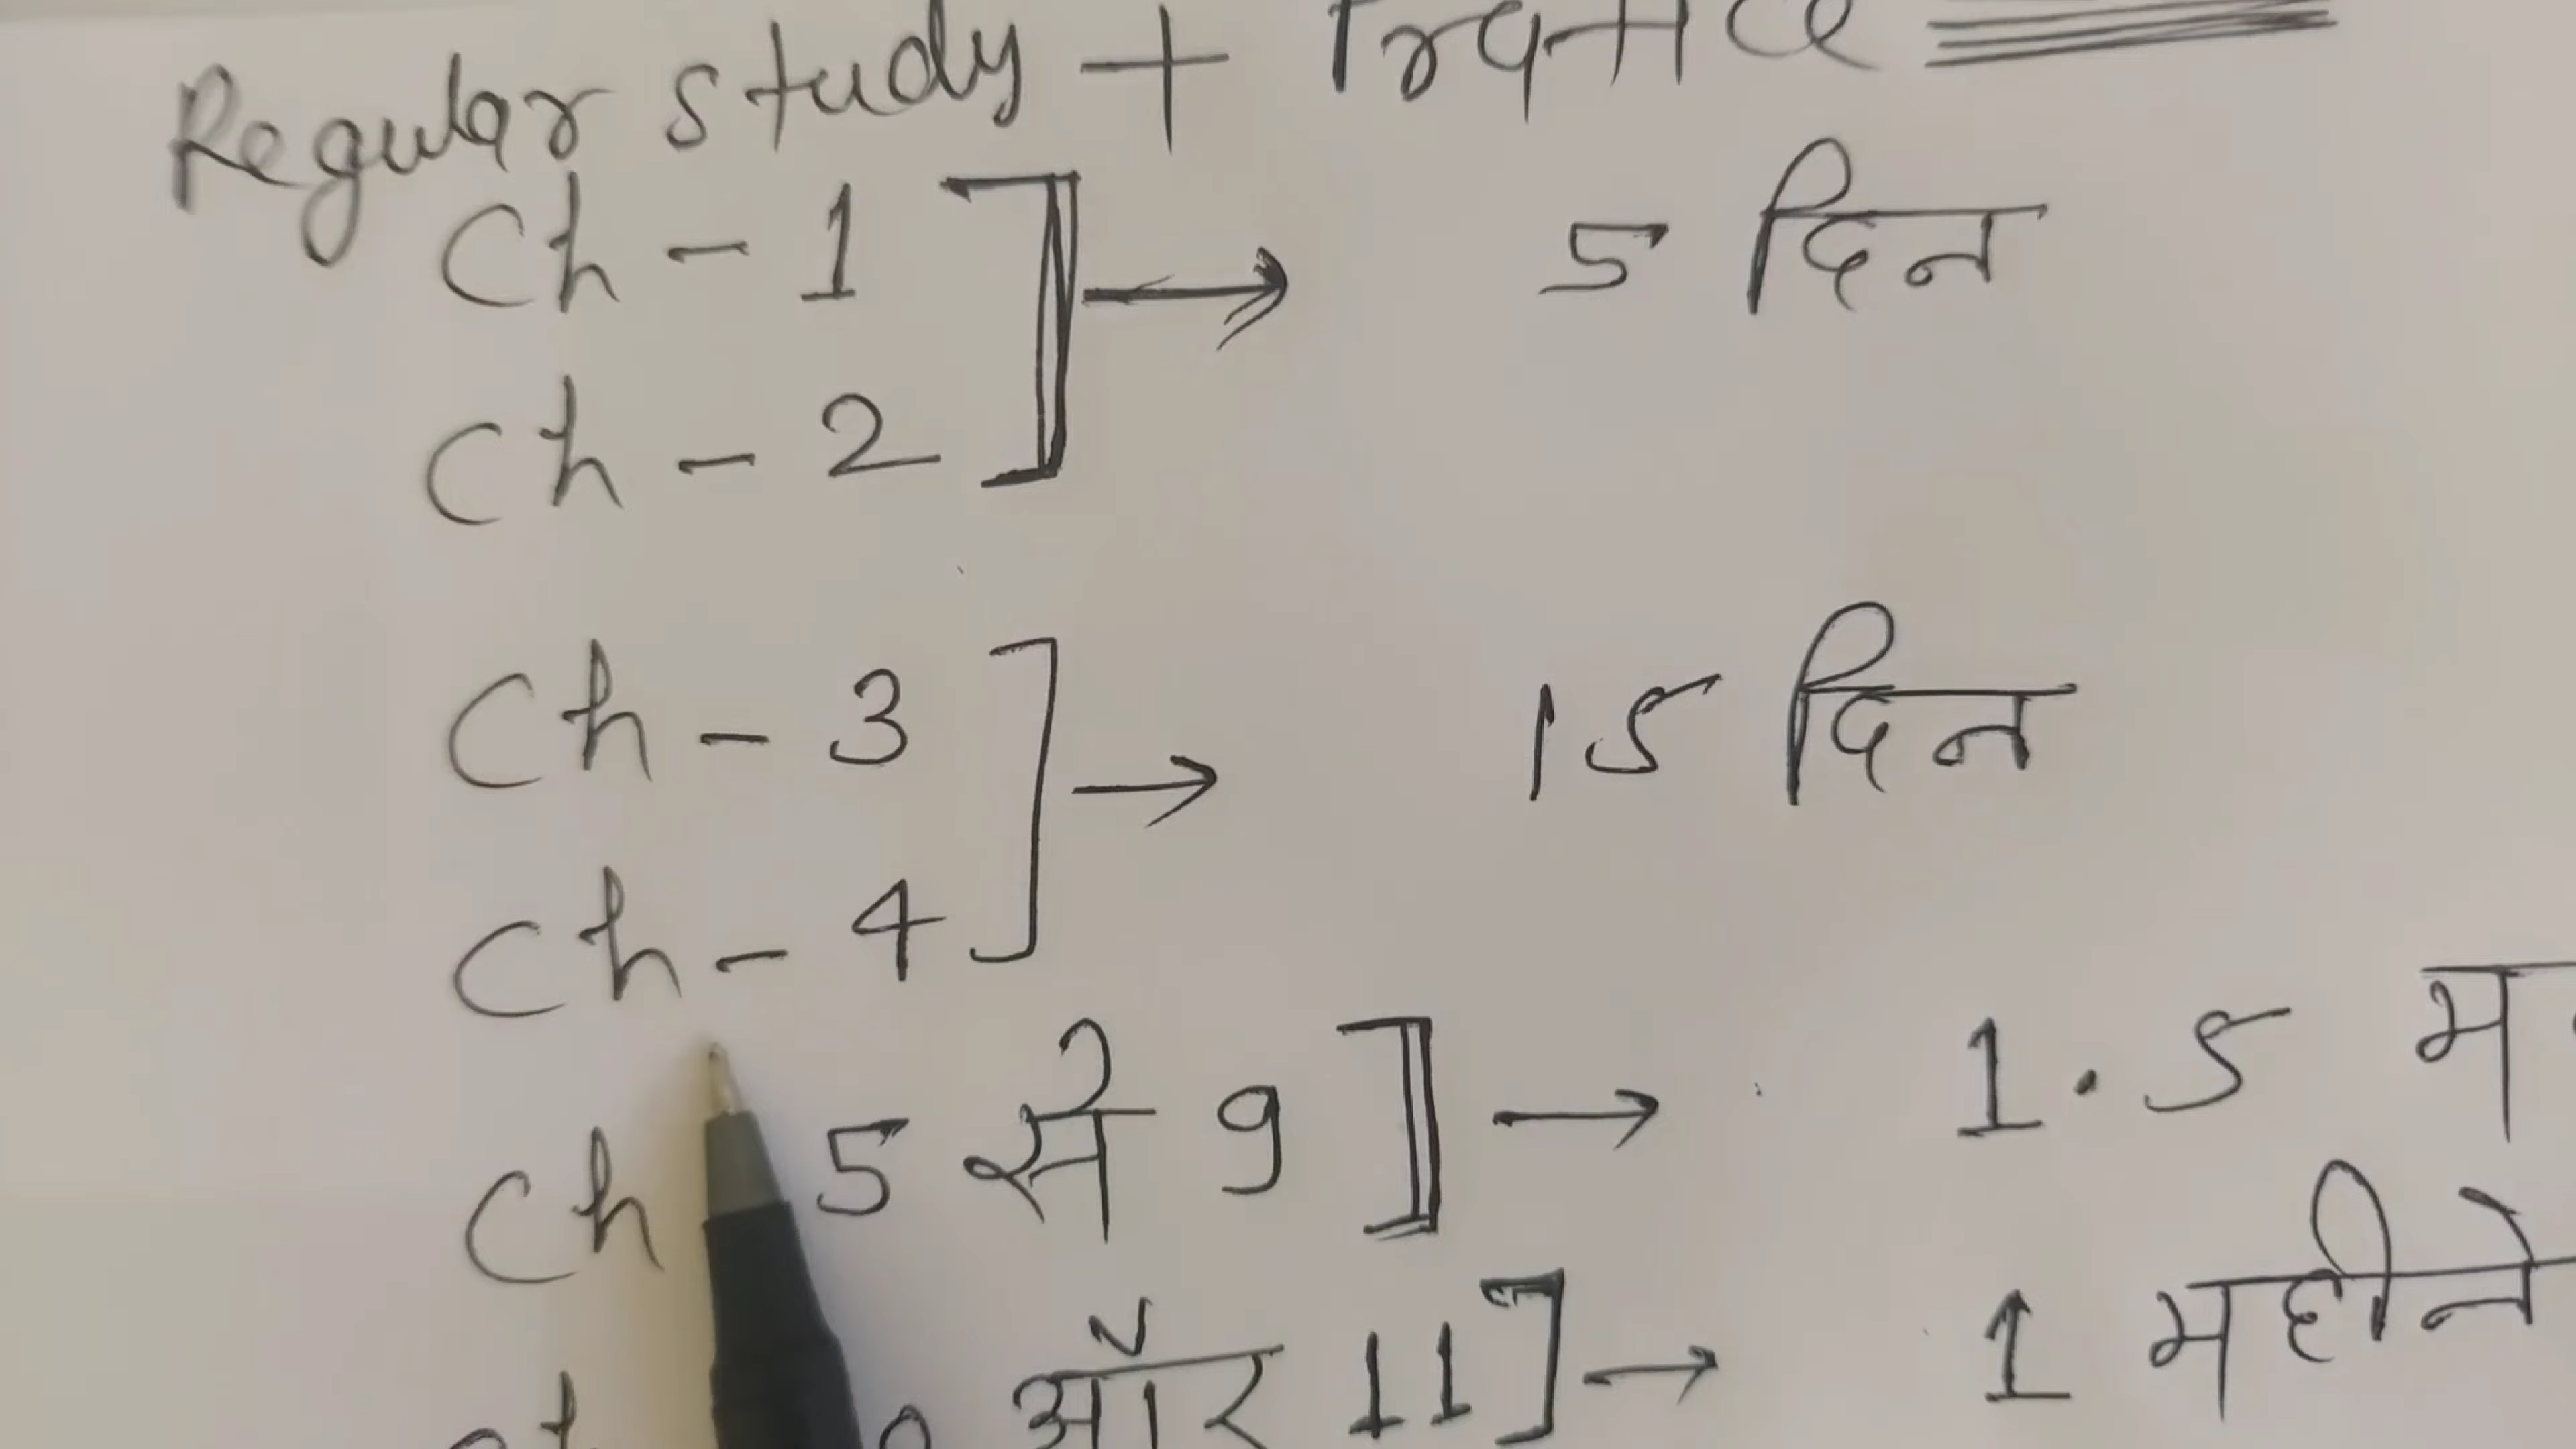 Regular study +
Ch - 1 ] → 5 दिन
Ch - 2
Ch - 3 ] → 15 दिन
Ch - 4
Ch 5 से 9 ] → 1.5
और 11 ] → 1 महीने